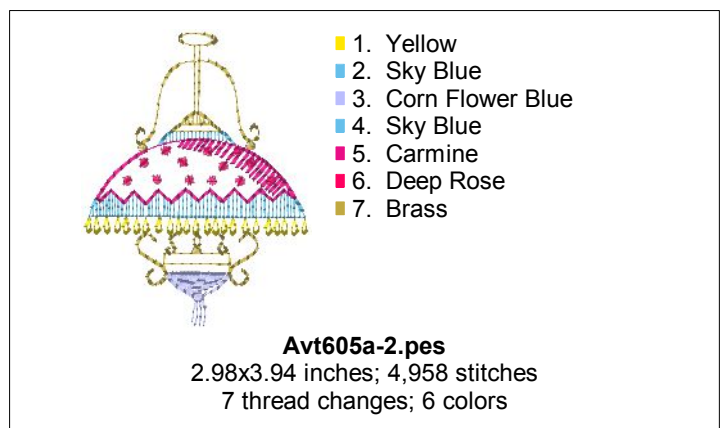 1. Yellow
2. Sky Blue
3. Corn Flower Blue
4. Sky Blue
5. Carmine
6. Deep Rose
7. Brass
Avt605a-2.pes
2.98x3.94 inches; 4,958 stitches
7 thread changes; 6 colors